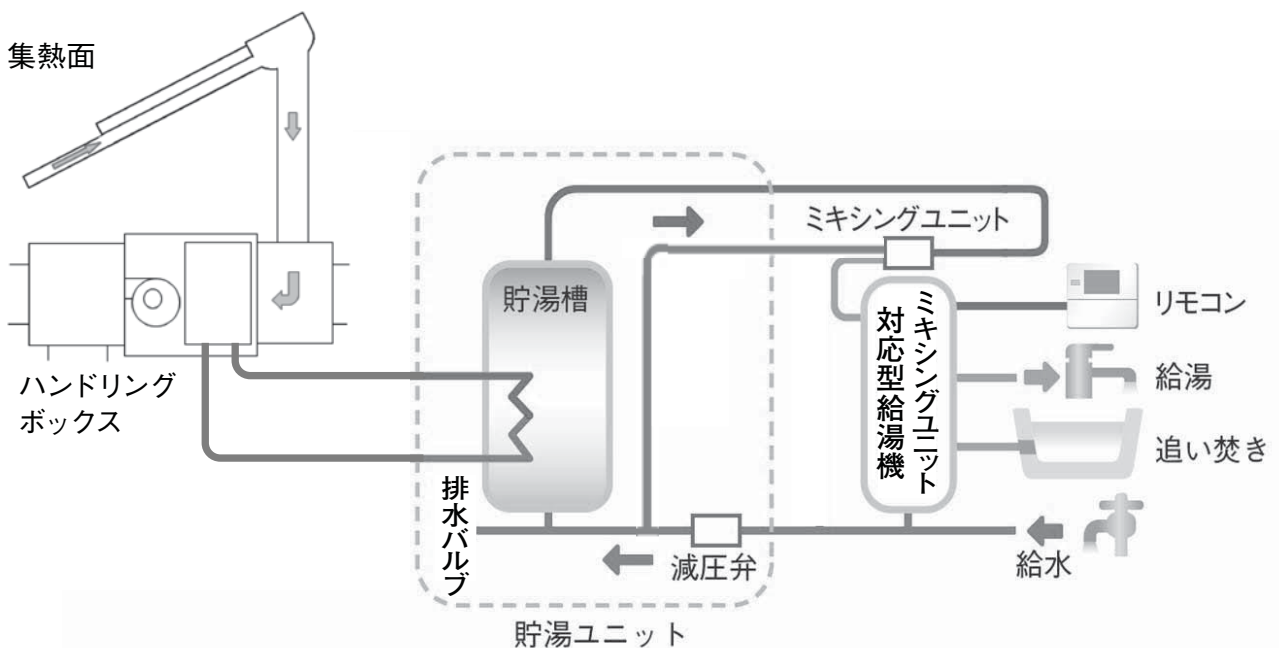 集熱面
ミキシングユニット
貯湯槽
ミキシングユニット
対応型給湯機
リモコン
給湯
ハンドリング
ボックス
追い焚き
排水バルブ
減圧弁
給水
貯湯ユニット